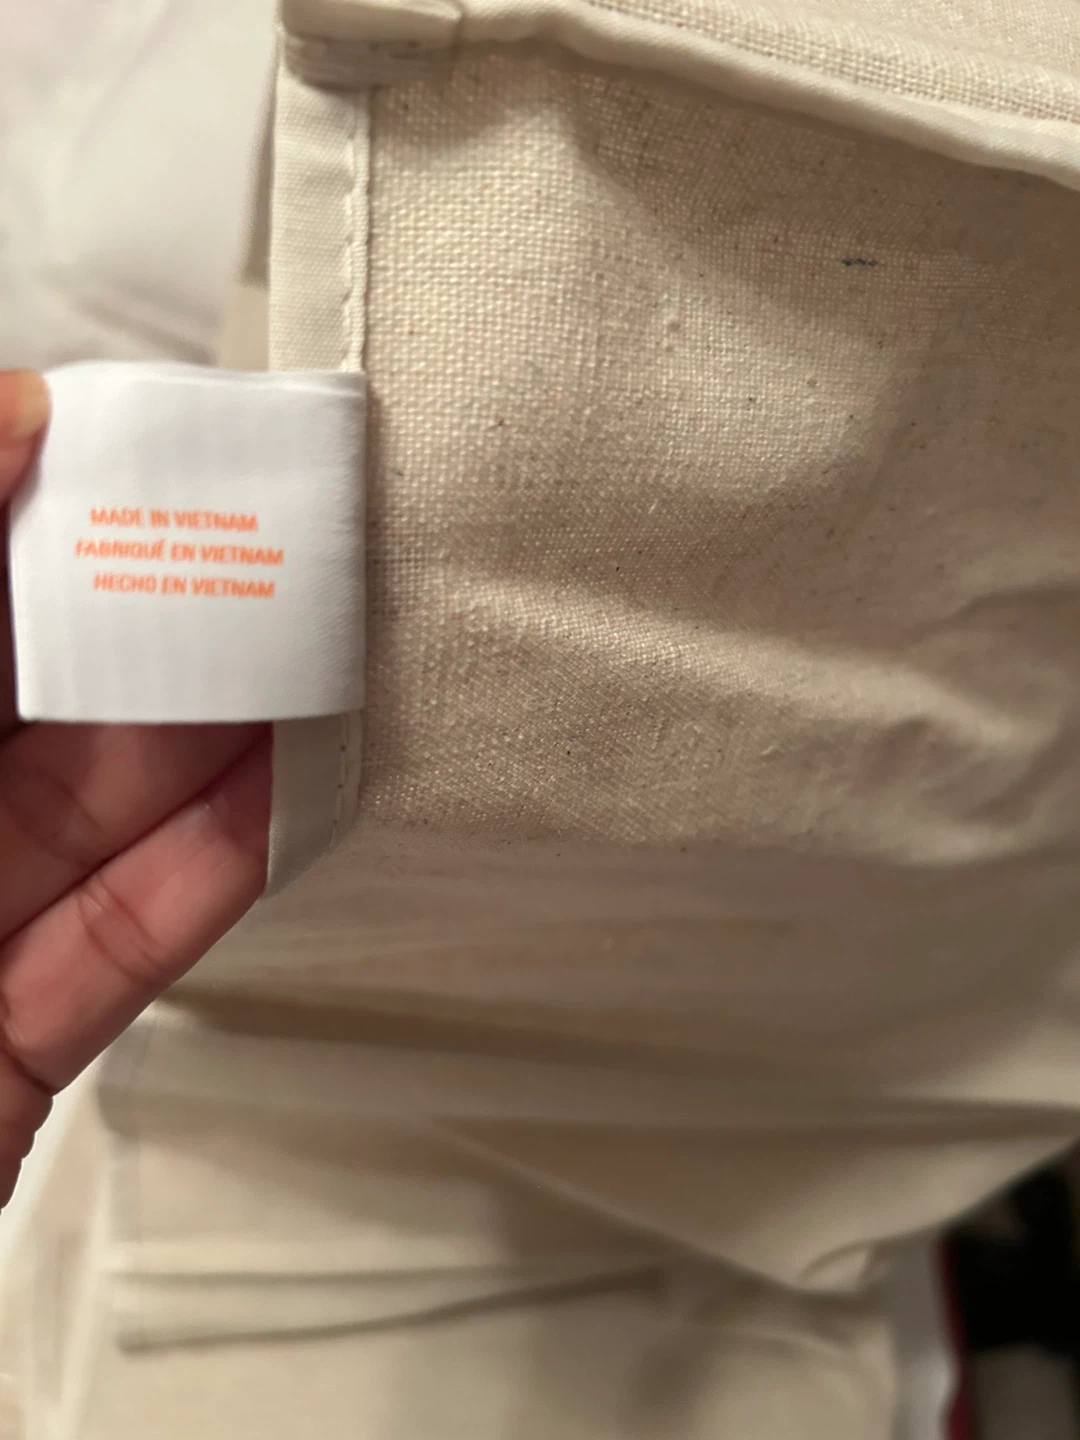 MADE IN VIETNAM
FABRIQUÉ EN VIETNAM
HECHO EN VIETNAM